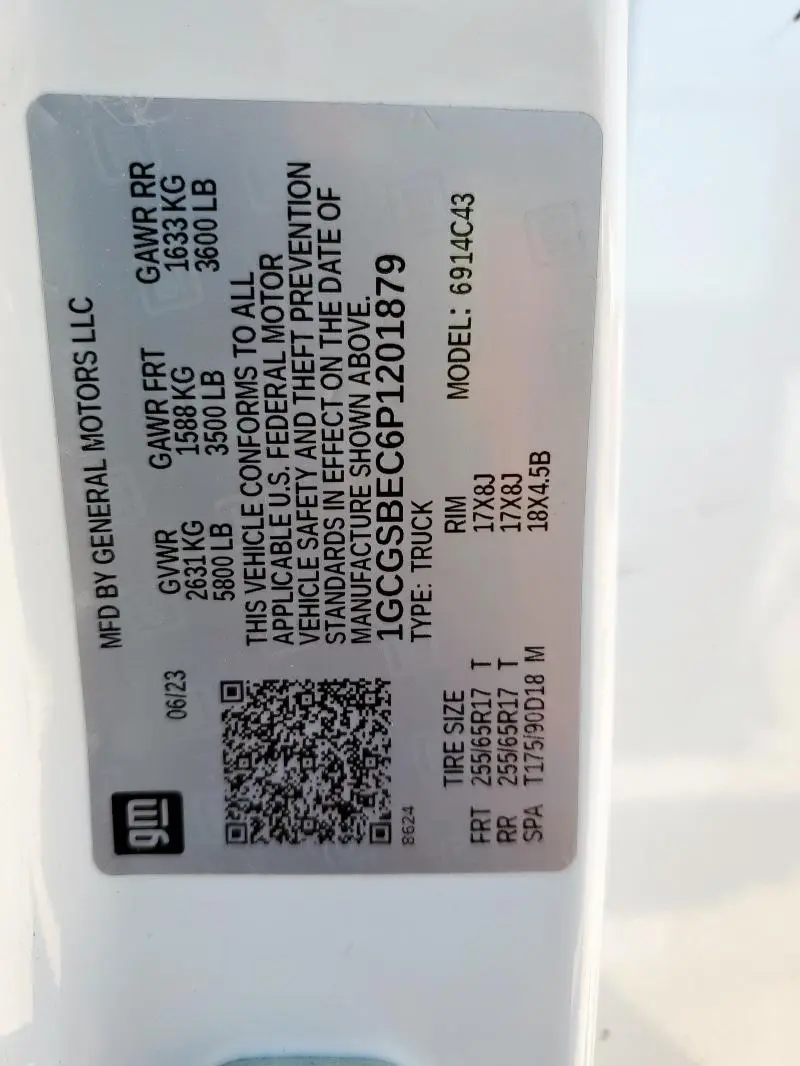 gm
MFD BY GENERAL MOTORS LLC
06/23
GVWR GAWR FRT GAWR RR
2631 KG 1588 KG 1633 KG
5800 LB 3500 LB 3600 LB
THIS VEHICLE CONFORMS TO ALL
APPLICABLE U.S. FEDERAL MOTOR
VEHICLE SAFETY AND THEFT PREVENTION
STANDARDS IN EFFECT ON THE DATE OF
MANUFACTURE SHOWN ABOVE.
1GCGSBEC6P1201879
TYPE: TRUCK
8624
MODEL: 6914C43
TIRE SIZE RIM
FRT 255/65R17 T 17X8J
RR 255/65R17 T 17X8J
SPA T175/90D18 M 18X4.5B